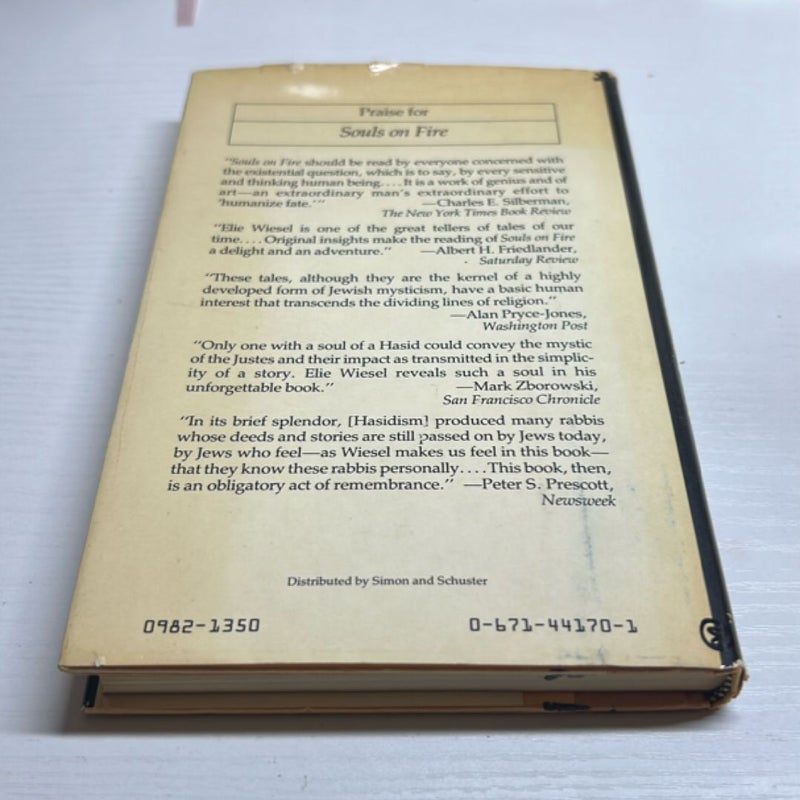 Praise for
Souls on Fire
"Souls on Fire should be read by everyone concerned with
the existential question, which is to say, by every sensitive
and thinking human being.... It is a work of genius and of
art—an extraordinary man's extraordinary effort to
'humanize fate.'" —Charles E. Silberman,
The New York Times Book Review
"Elie Wiesel is one of the great tellers of tales of our
time.... Original insights make the reading of Souls on Fire
a delight and an adventure." —Albert H. Friedlander,
Saturday Review
"These tales, although they are the kernel of a highly
developed form of Jewish mysticism, have a basic human
interest that transcends the dividing lines of religion."
—Alan Pryce-Jones,
Washington Post
"Only one with a soul of a Hasid could convey the mystic
of the Justes and their impact as transmitted in the simplic-
ity of a story. Elie Wiesel reveals such a soul in his
unforgettable book." —Mark Zborowski,
San Francisco Chronicle
"In its brief splendor, [Hasidism] produced many rabbis
whose deeds and stories are still passed on by Jews today,
by Jews who feel—as Wiesel makes us feel in this book—
that they know these rabbis personally....This book, then,
is an obligatory act of remembrance." —Peter S. Prescott,
Newsweek
Distributed by Simon and Schuster
0982-1350 0-671-44170-1